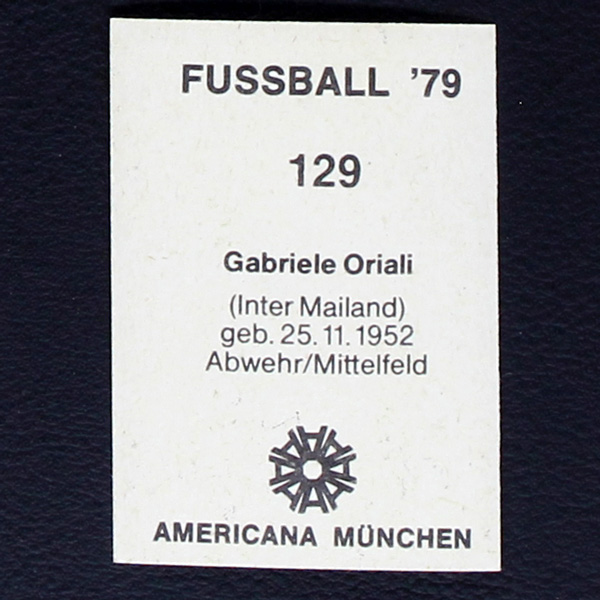 FUSSBALL '79
129
Gabriele Oriali
(Inter Mailand)
geb. 25.11.1952
Abwehr/Mittelfeld
AMERICANA MÜNCHEN